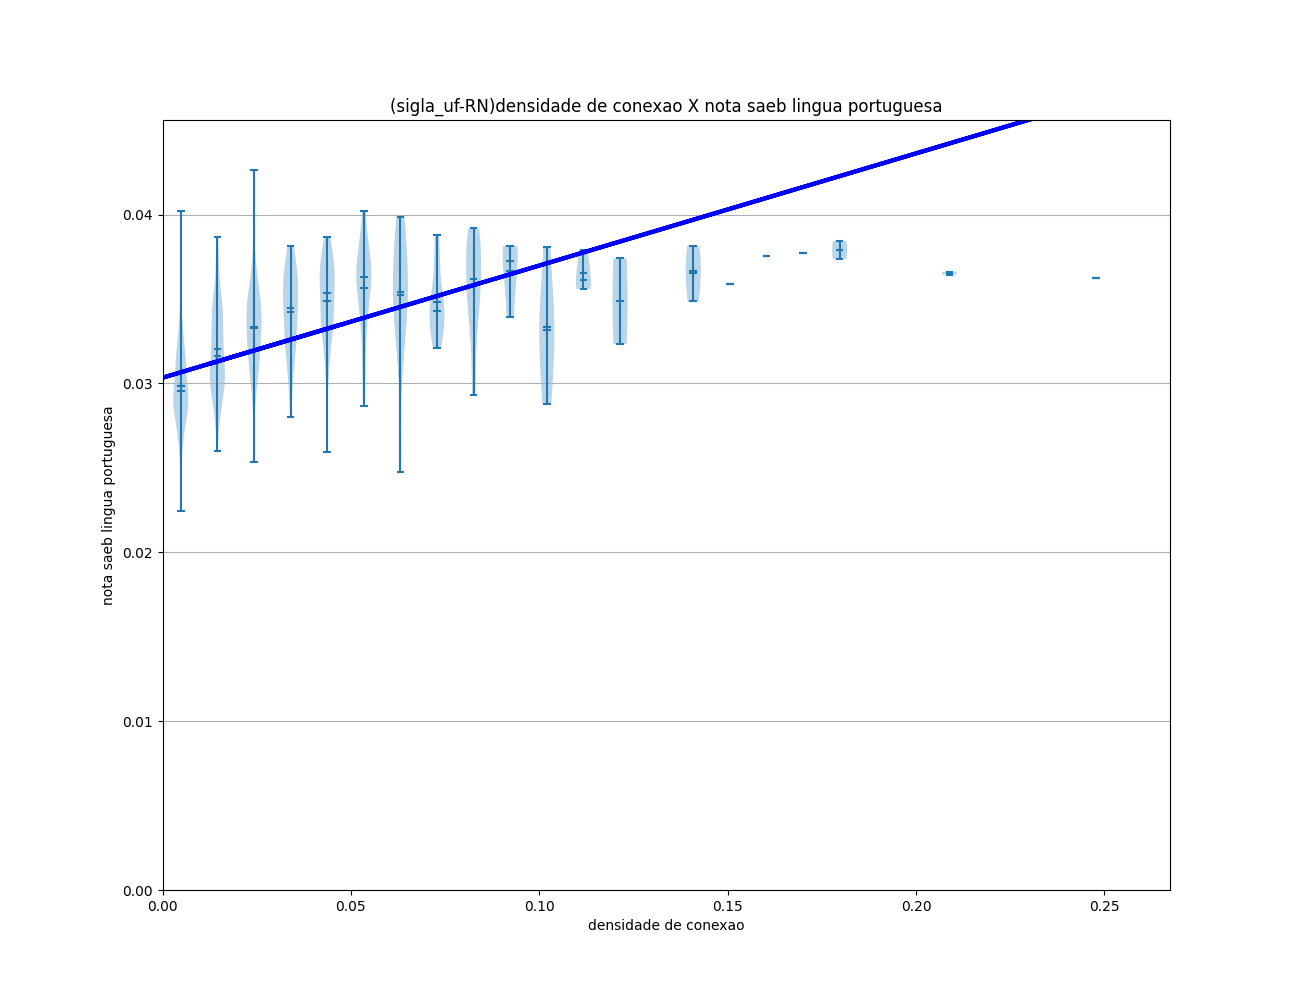 (sigla_uf-RN)densidade de conexao X nota saeb lingua portuguesa
nota saeb lingua portuguesa
0.04
0.03
0.02
0.01
0.00
0.00 0.05 0.10 0.15 0.20 0.25
densidade de conexao